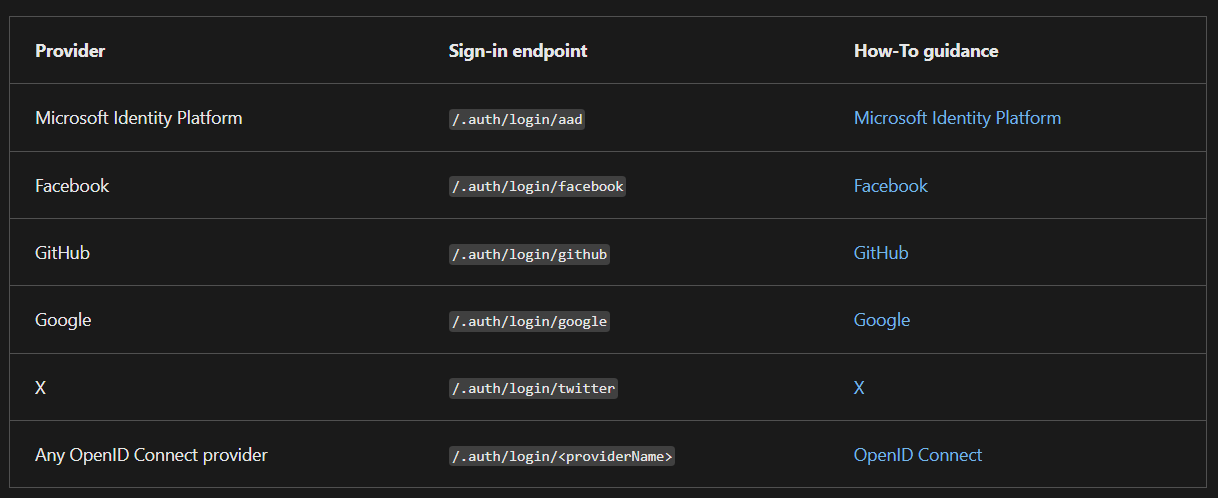 Provider Sign-in endpoint How-To guidance
Microsoft Identity Platform /.auth/login/aad Microsoft Identity Platform
Facebook /.auth/login/facebook Facebook
GitHub /.auth/login/github GitHub
Google /.auth/login/google Google
X /.auth/login/twitter X
Any OpenID Connect provider /.auth/login/<providerName> OpenID Connect